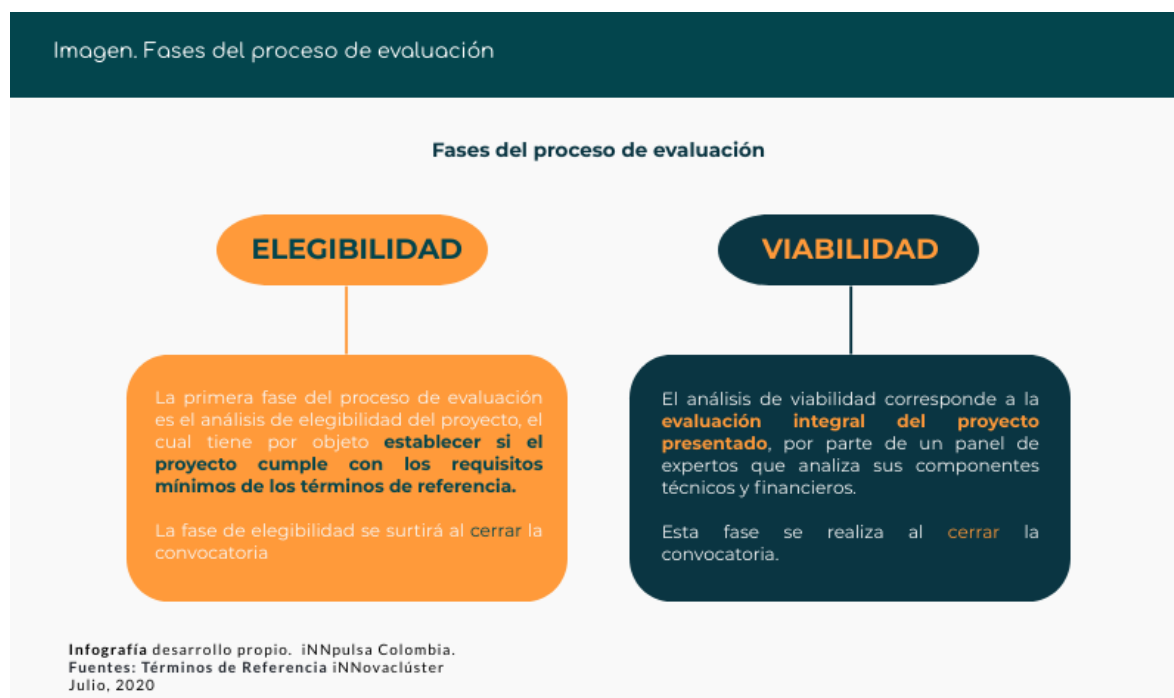 Imagen. Fases del proceso de evaluación
Fases del proceso de evaluación
ELEGIBILIDAD
La primera fase del proceso de evaluación
es el análisis de elegibilidad del proyecto, el
cual tiene por objeto establecer si el
proyecto cumple con los requisitos
mínimos de los términos de referencia.
La fase de elegibilidad se surtirá al cerrar la
convocatoria
VIABILIDAD
El análisis de viabilidad corresponde a la
evaluación integral del proyecto
presentado, por parte de un panel de
expertos que analiza sus componentes
técnicos y financieros.
Esta fase se realiza al cerrar la
convocatoria.
Infografía desarrollo propio. iNNpulsa Colombia.
Fuentes: Términos de Referencia iNNovaclúster
Julio, 2020